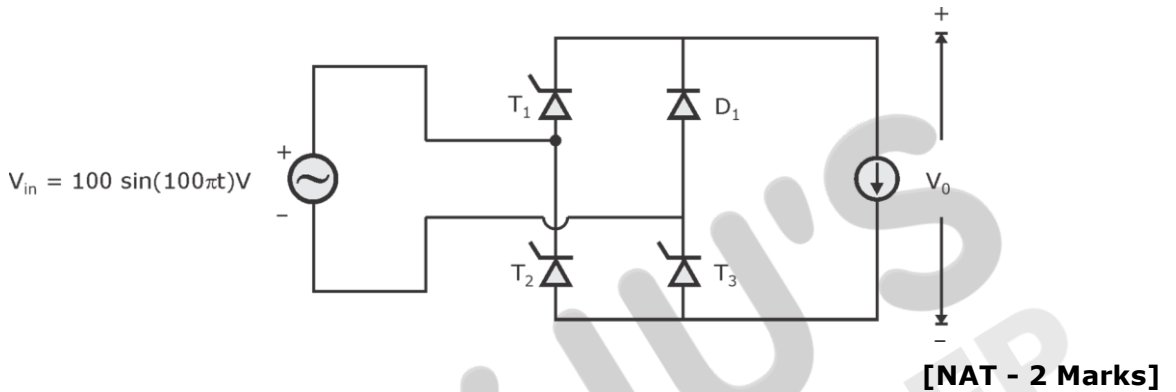 +
T₁
D₁
+
Vᵢₙ = 100 sin(100πt)V
−
V₀
T₂
T₃
−
[NAT - 2 Marks]